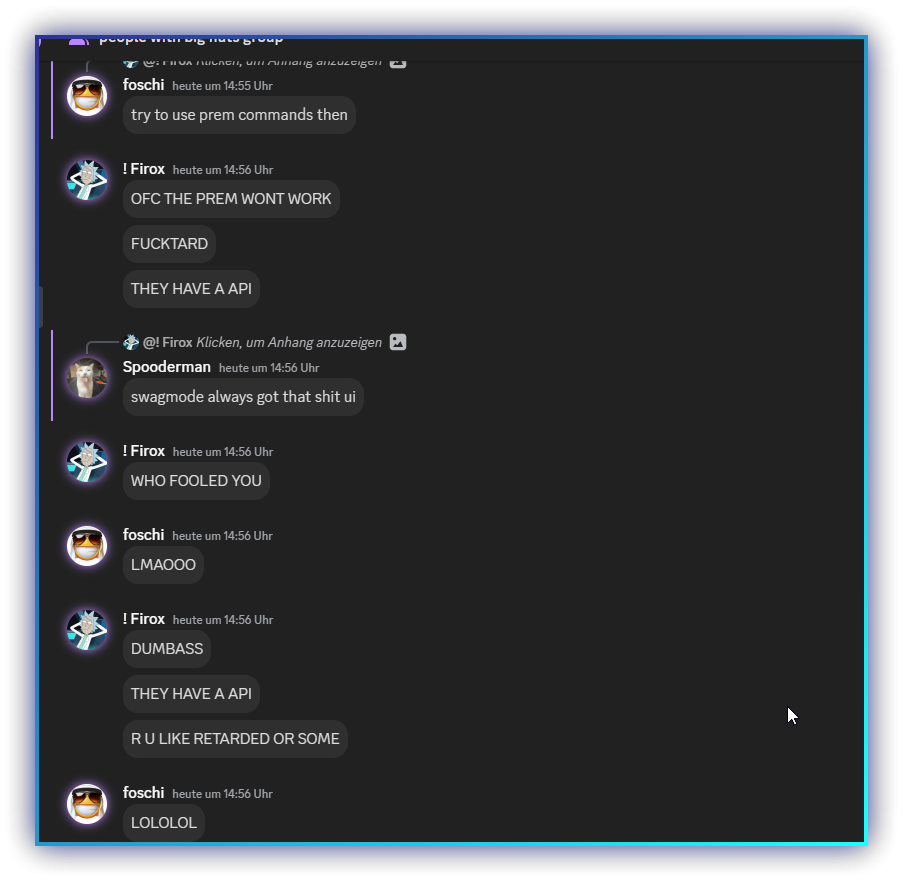 people with big nuts group
@! Firox Klicken, um Anhang anzuzeigen
foschi heute um 14:55 Uhr
try to use prem commands then
! Firox heute um 14:56 Uhr
OFC THE PREM WONT WORK
FUCKTARD
THEY HAVE A API
@! Firox Klicken, um Anhang anzuzeigen
Spooderman heute um 14:56 Uhr
swagmode always got that shit ui
! Firox heute um 14:56 Uhr
WHO FOOLED YOU
foschi heute um 14:56 Uhr
LMAOOO
! Firox heute um 14:56 Uhr
DUMBASS
THEY HAVE A API
R U LIKE RETARDED OR SOME
foschi heute um 14:56 Uhr
LOLOLOL